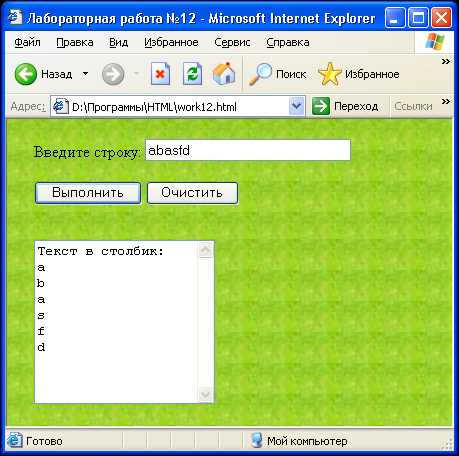 Лабораторная работа №12 - Microsoft Internet Explorer
Файл Правка Вид Избранное Сервис Справка
Назад Поиск Избранное
Адрес: D:\Программы\HTML\work12.html Переход Ссылки
Введите строку: abasfd
Выполнить Очистить
Текст в столбик:
a
b
a
s
f
d
Готово Мой компьютер